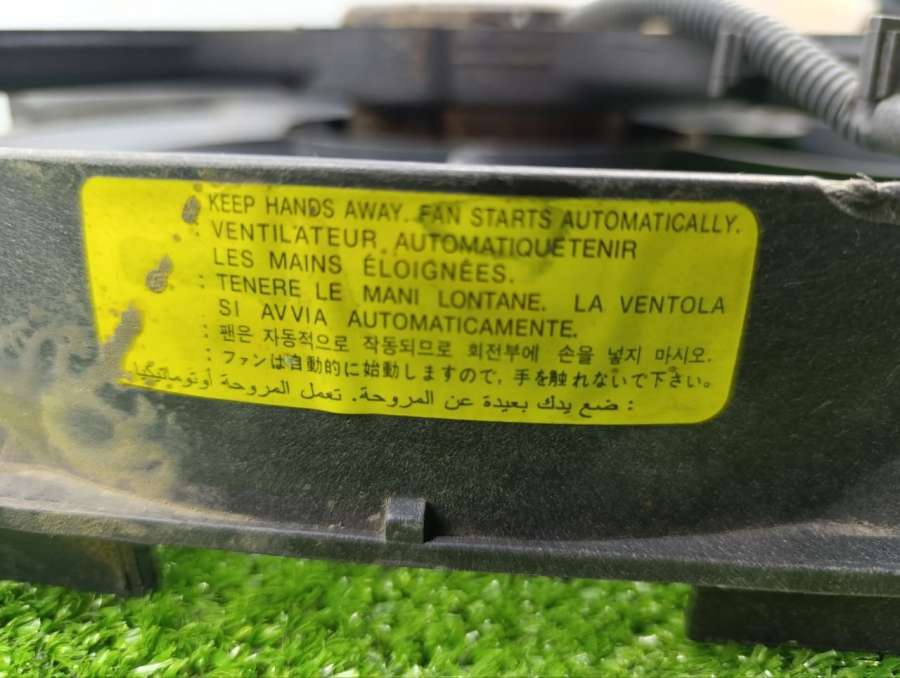 KEEP HANDS AWAY. FAN STARTS AUTOMATICALLY.
: VENTILATEUR AUTOMATIQUETENIR
LES MAINS ÉLOIGNÉES.
: TENERE LE MANI LONTANE. LA VENTOLA
SI AVVIA AUTOMATICAMENTE.
: 팬은 자동적으로 작동되므로 회전부에 손을 넣지 마시오.
: ファンは自動的に始動しますので、手を触れないで下さい。
: ضع يدك بعيدة عن المروحة. تعمل المروحة أوتوماتيكيا